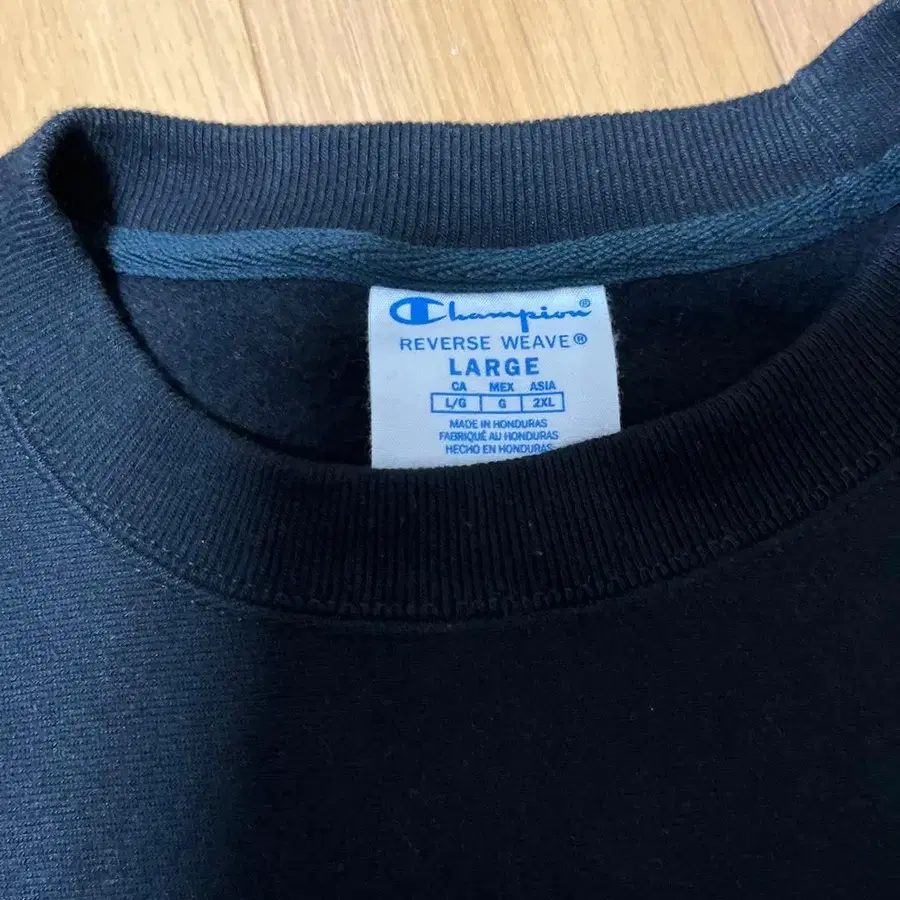 Champion®
REVERSE WEAVE®
LARGE
CA MEX ASIA
L/G G 2XL
MADE IN HONDURAS
FABRIQUÉ AU HONDURAS
HECHO EN HONDURAS